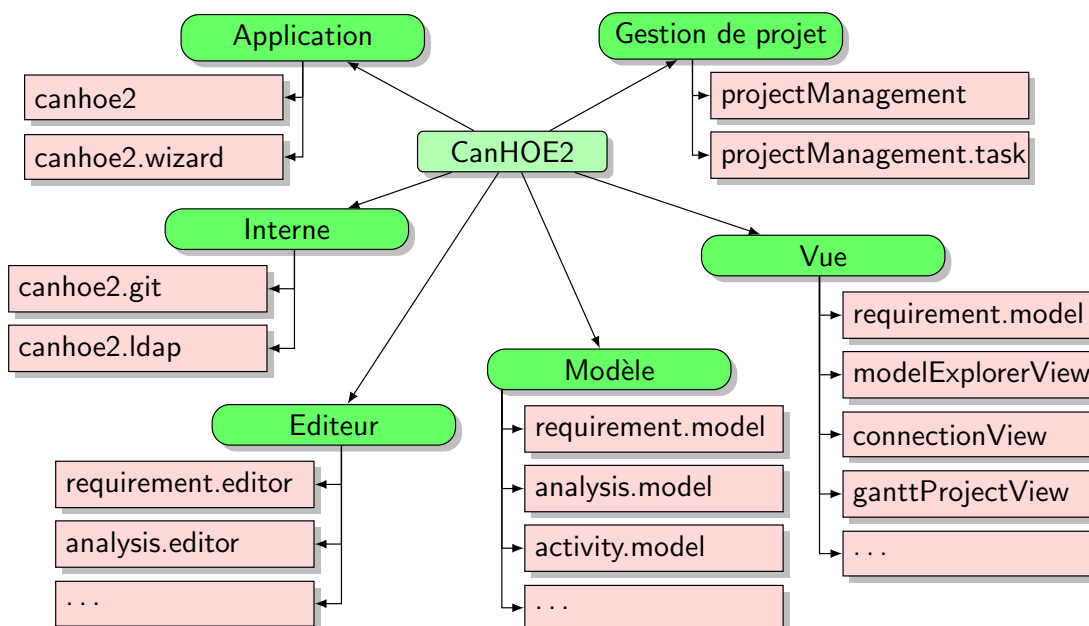 Application
canhoe2
canhoe2.wizard
Gestion de projet
projectManagement
projectManagement.task
CanHOE2
Interne
canhoe2.git
canhoe2.ldap
Vue
requirement.model
modelExplorerView
connectionView
ganttProjectView
. . .
Modèle
requirement.model
analysis.model
activity.model
. . .
Editeur
requirement.editor
analysis.editor
. . .